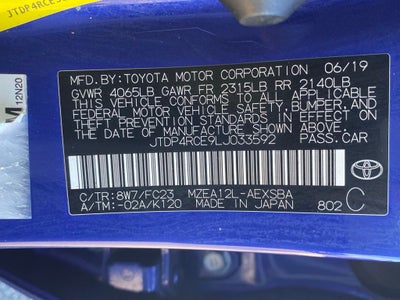 JTDP4RCE9
M 12N20
MFD. BY: TOYOTA MOTOR CORPORATION 06/19
GVWR 4065LB GAWR FR 2315LB RR 2140LB
THIS VEHICLE CONFORMS TO ALL APPLICABLE
FEDERAL MOTOR VEHICLE SAFETY, BUMPER, AND
THEFT PREVENTION STANDARDS IN EFFECT ON
THE DATE OF MANUFACTURE SHOWN ABOVE.
JTDP4RCE9LJ033592 PASS.CAR
C/TR: 8W7/FC23 MZEA12L-AEXSBA
A/TM: -02A/K120 MADE IN JAPAN 802 C